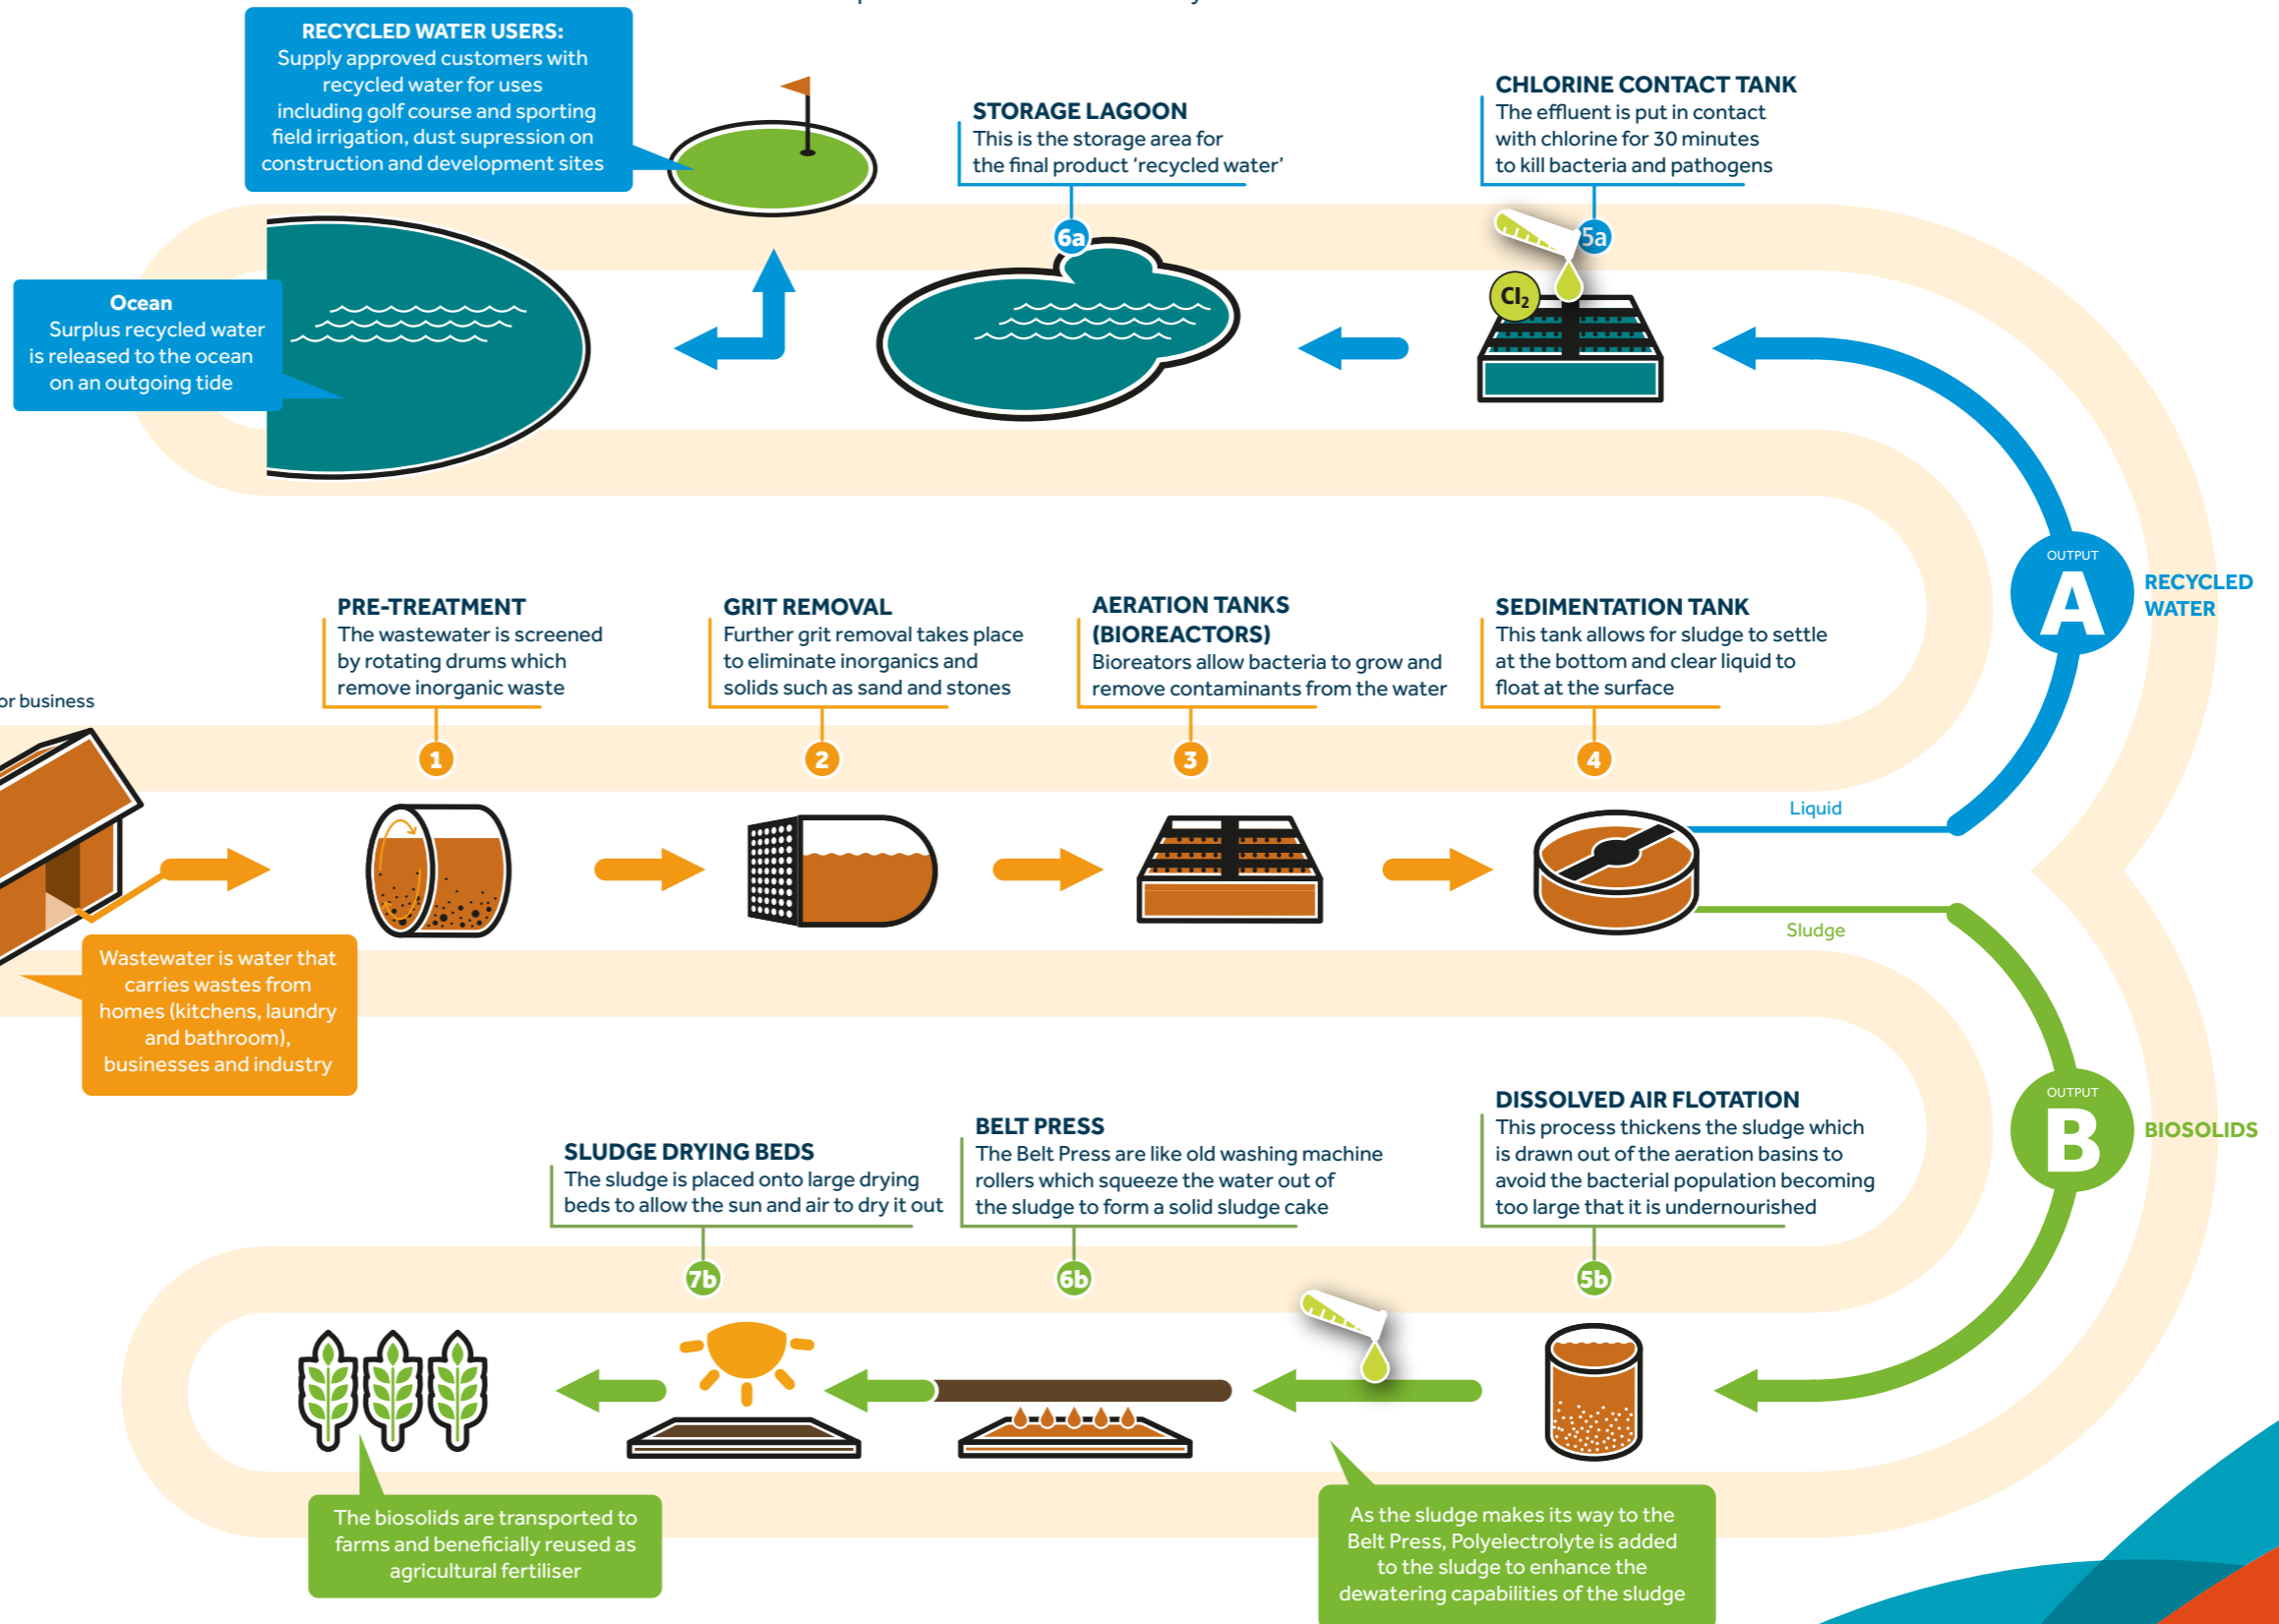 RECYCLED WATER USERS:
Supply approved customers with
recycled water for uses
including golf course and sporting
field irrigation, dust supression on
construction and development sites
STORAGE LAGOON
This is the storage area for
the final product ‘recycled water’
CHLORINE CONTACT TANK
The effluent is put in contact
with chlorine for 30 minutes
to kill bacteria and pathogens
6a
5a
Cl₂
Ocean
Surplus recycled water
is released to the ocean
on an outgoing tide
OUTPUT
A
RECYCLED
WATER
PRE-TREATMENT
The wastewater is screened
by rotating drums which
remove inorganic waste
GRIT REMOVAL
Further grit removal takes place
to eliminate inorganics and
solids such as sand and stones
AERATION TANKS
(BIOREACTORS)
Bioreators allow bacteria to grow and
remove contaminants from the water
SEDIMENTATION TANK
This tank allows for sludge to settle
at the bottom and clear liquid to
float at the surface
or business
1
2
3
4
Liquid
Sludge
Wastewater is water that
carries wastes from
homes (kitchens, laundry
and bathroom),
businesses and industry
OUTPUT
B
BIOSOLIDS
SLUDGE DRYING BEDS
The sludge is placed onto large drying
beds to allow the sun and air to dry it out
BELT PRESS
The Belt Press are like old washing machine
rollers which squeeze the water out of
the sludge to form a solid sludge cake
DISSOLVED AIR FLOTATION
This process thickens the sludge which
is drawn out of the aeration basins to
avoid the bacterial population becoming
too large that it is undernourished
7b
6b
5b
The biosolids are transported to
farms and beneficially reused as
agricultural fertiliser
As the sludge makes its way to the
Belt Press, Polyelectrolyte is added
to the sludge to enhance the
dewatering capabilities of the sludge